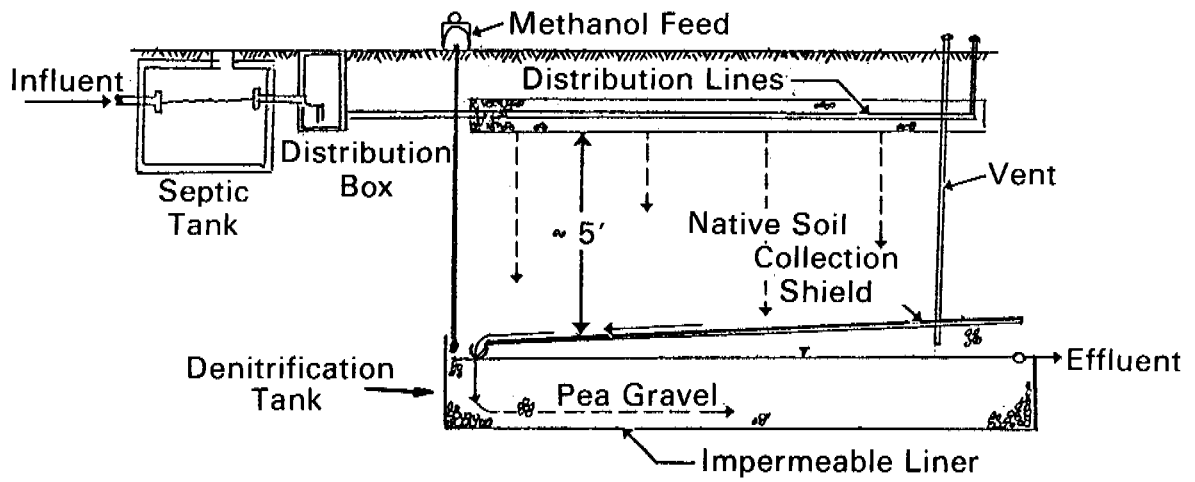 Methanol Feed
Influent
Distribution Lines
Distribution
Box
Septic
Tank
Vent
~ 5′
Native Soil
Collection
Shield
Effluent
Denitrification
Tank
Pea Gravel
Impermeable Liner